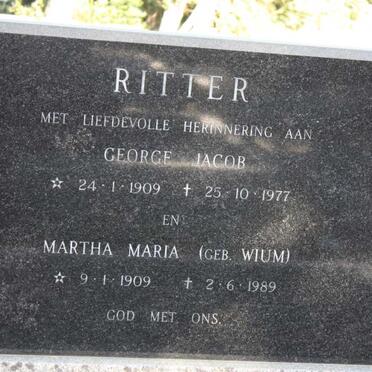 RITTER
MET LIEFDEVOLLE HERINNERING AAN
GEORGE JACOB
☆ 24·1·1909 ✝ 25·10·1977
EN
MARTHA MARIA (GEB. WIUM)
☆ 9·1·1909 ✝ 2·6·1989
GOD MET ONS.